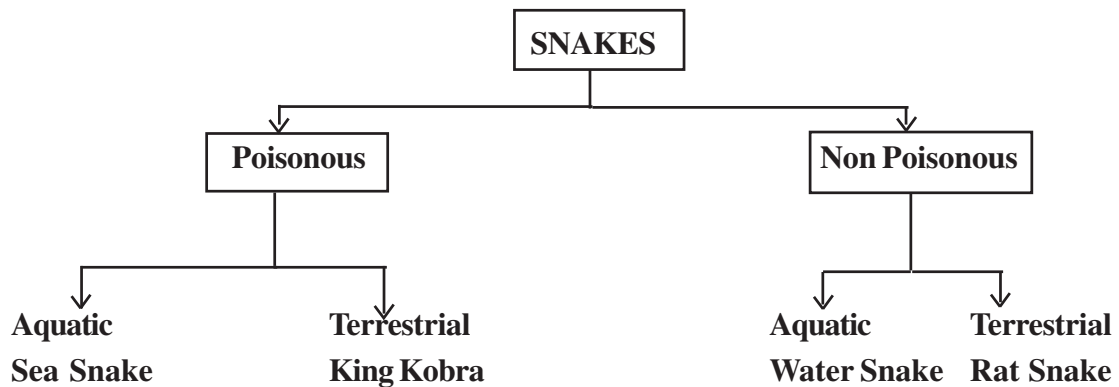 SNAKES
Poisonous
Non Poisonous
Aquatic
Sea Snake
Terrestrial
King Kobra
Aquatic
Water Snake
Terrestrial
Rat Snake